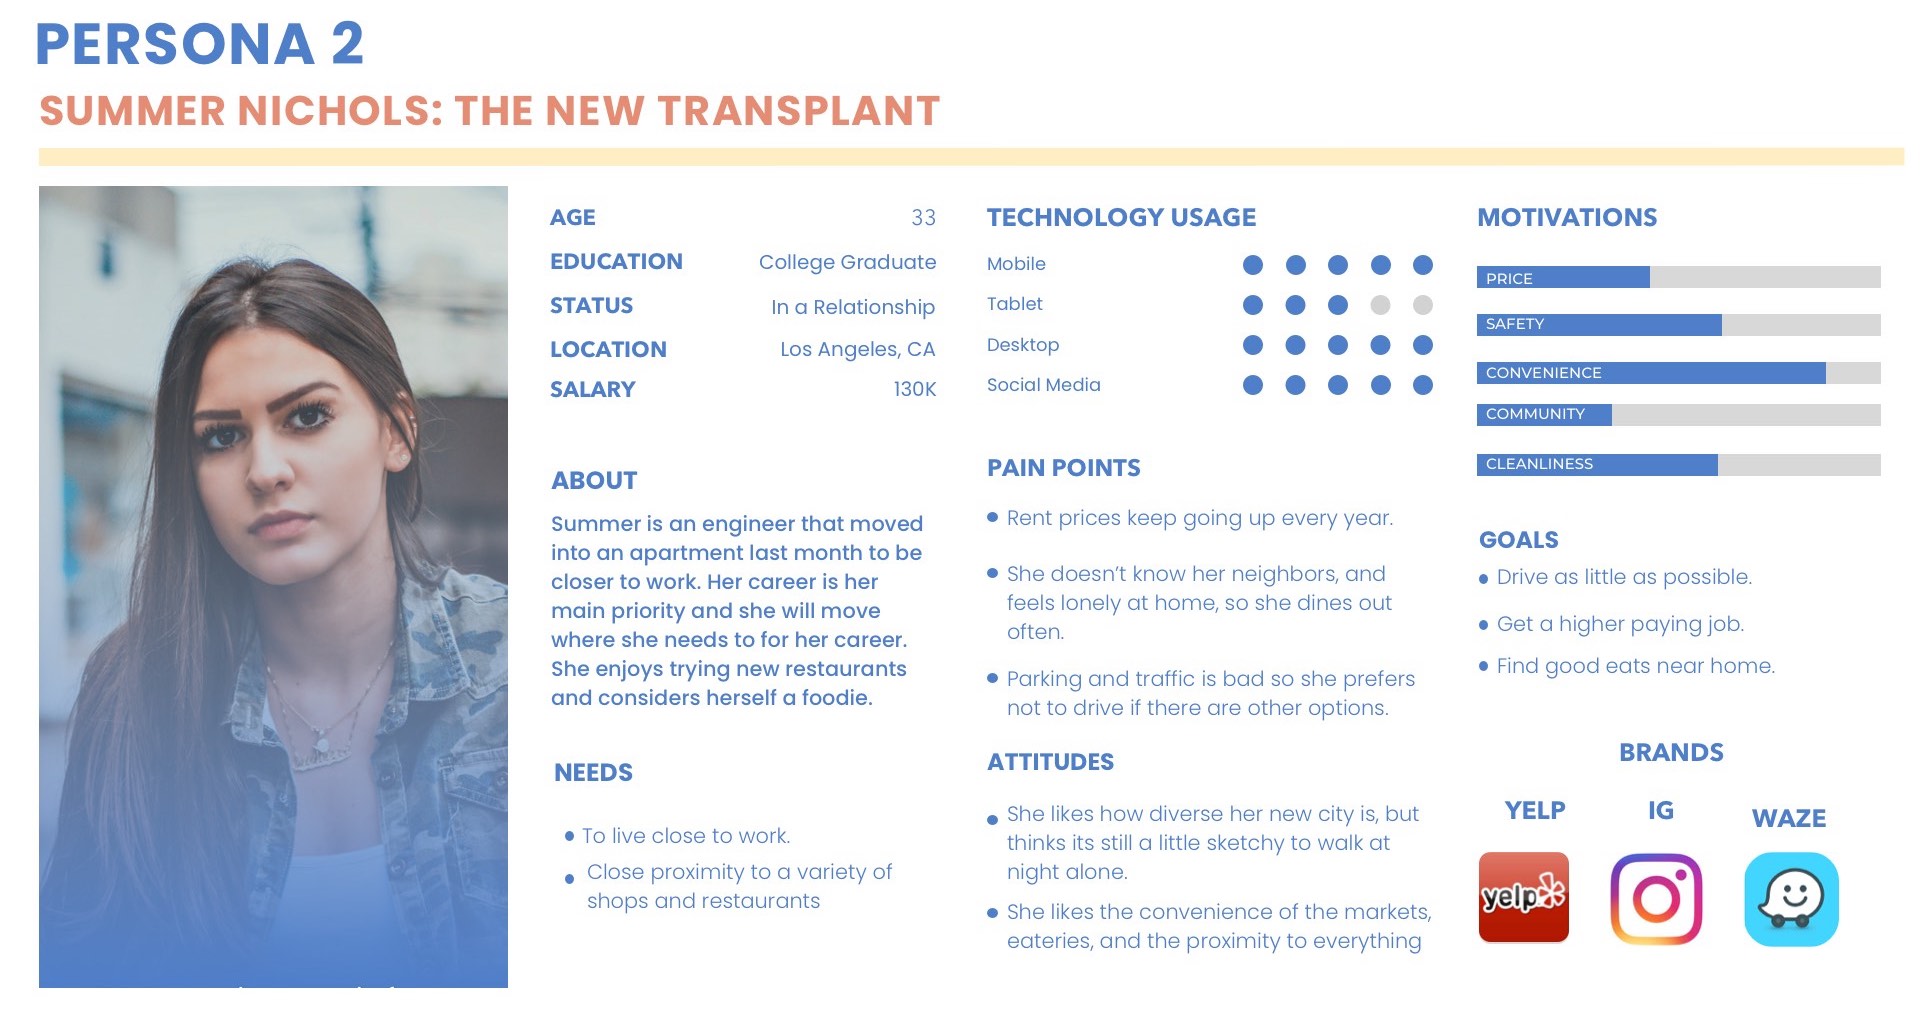 PERSONA 2
SUMMER NICHOLS: THE NEW TRANSPLANT
AGE 33
EDUCATION College Graduate
STATUS In a Relationship
LOCATION Los Angeles, CA
SALARY 130K
ABOUT
Summer is an engineer that moved
into an apartment last month to be
closer to work. Her career is her
main priority and she will move
where she needs to for her career.
She enjoys trying new restaurants
and considers herself a foodie.
NEEDS
To live close to work.
Close proximity to a variety of
shops and restaurants
TECHNOLOGY USAGE
Mobile
Tablet
Desktop
Social Media
PAIN POINTS
Rent prices keep going up every year.
She doesn’t know her neighbors, and
feels lonely at home, so she dines out
often.
Parking and traffic is bad so she prefers
not to drive if there are other options.
ATTITUDES
She likes how diverse her new city is, but
thinks its still a little sketchy to walk at
night alone.
She likes the convenience of the markets,
eateries, and the proximity to everything
MOTIVATIONS
PRICE
SAFETY
CONVENIENCE
COMMUNITY
CLEANLINESS
GOALS
Drive as little as possible.
Get a higher paying job.
Find good eats near home.
BRANDS
YELP IG WAZE
yelp